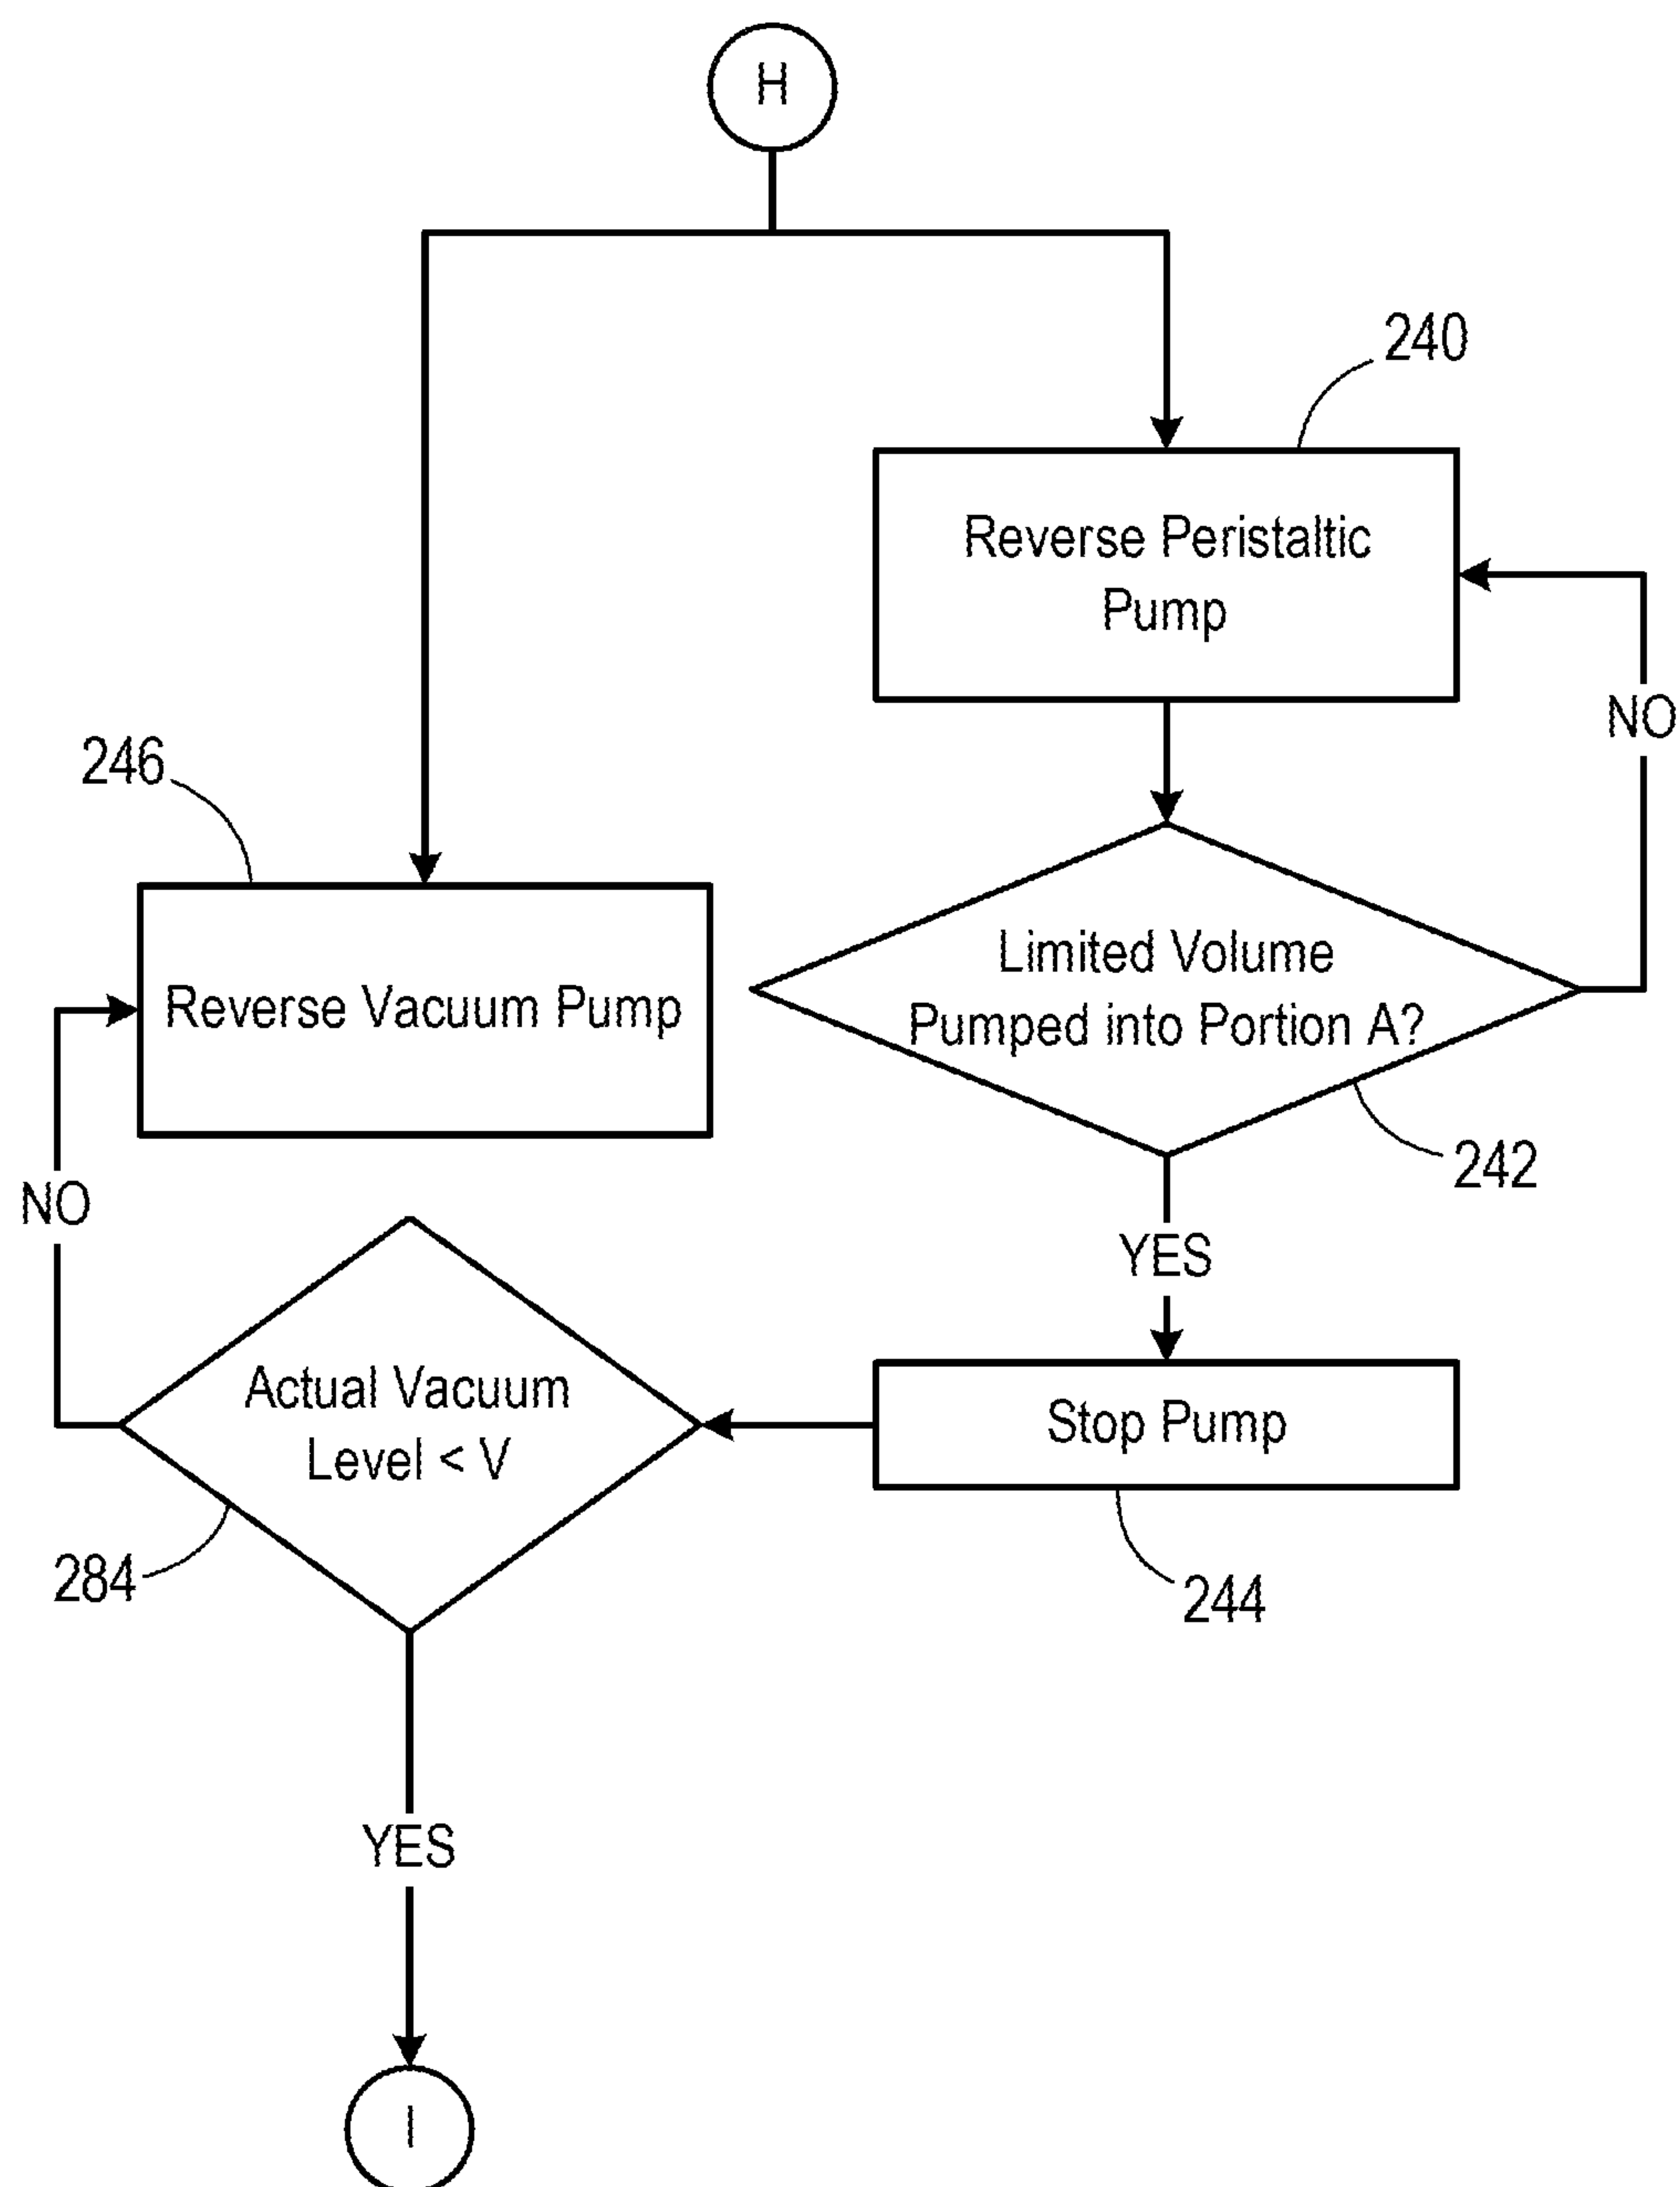 H
240
Reverse Peristaltic
Pump
NO
246
Reverse Vacuum Pump
Limited Volume
Pumped into Portion A?
242
NO
YES
Actual Vacuum
Level < V
Stop Pump
284
244
YES
I